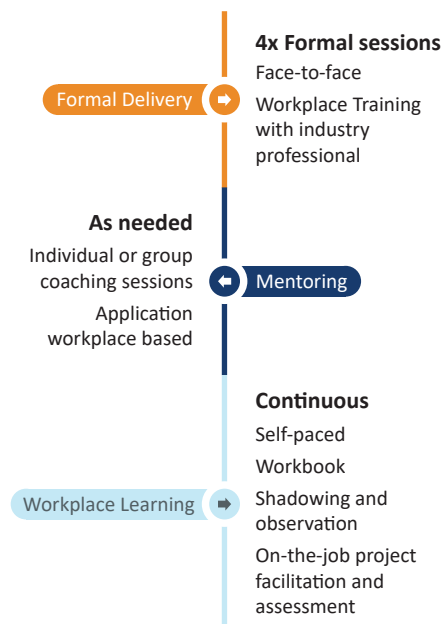 Formal Delivery
4x Formal sessions
Face-to-face
Workplace Training
with industry
professional
As needed
Individual or group
coaching sessions
Application
workplace based
Mentoring
Workplace Learning
Continuous
Self-paced
Workbook
Shadowing and
observation
On-the-job project
facilitation and
assessment